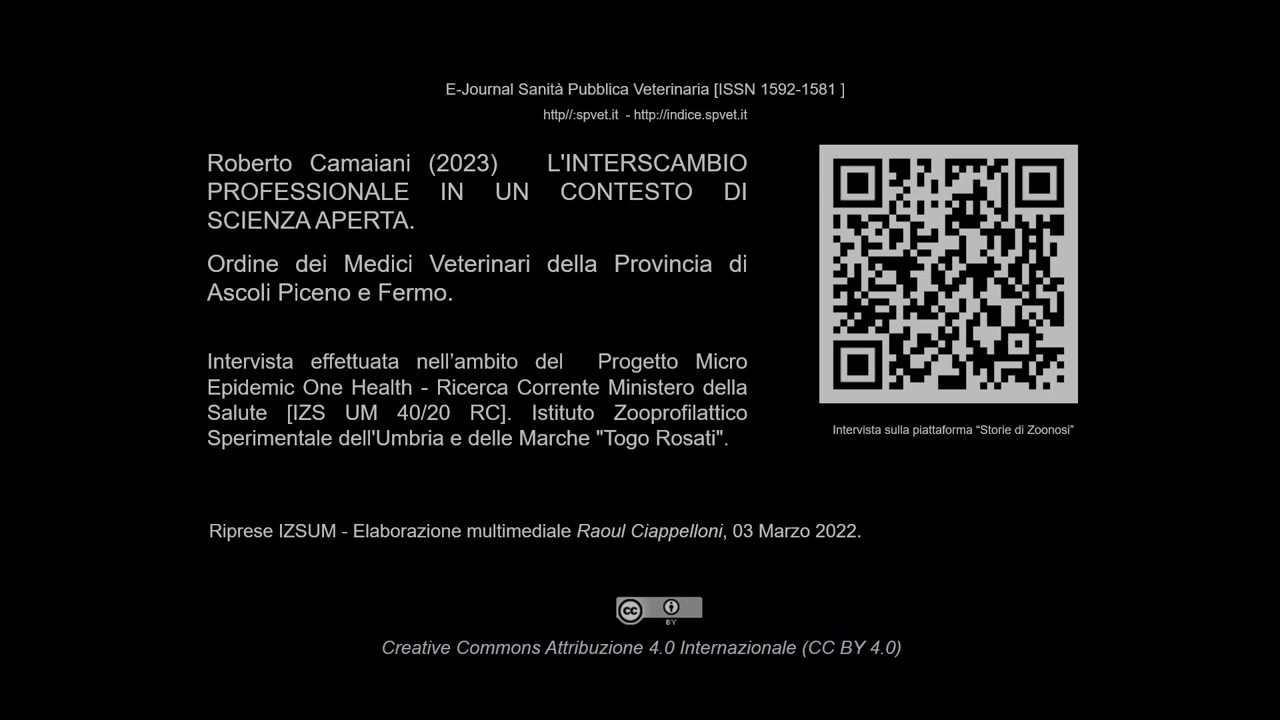 E-Journal Sanità Pubblica Veterinaria [ISSN 1592-1581 ]
http//:spvet.it - http://indice.spvet.it
Roberto Camaiani (2023) L'INTERSCAMBIO
PROFESSIONALE IN UN CONTESTO DI
SCIENZA APERTA.
Ordine dei Medici Veterinari della Provincia di
Ascoli Piceno e Fermo.
Intervista effettuata nell’ambito del Progetto Micro
Epidemic One Health - Ricerca Corrente Ministero della
Salute [IZS UM 40/20 RC]. Istituto Zooprofilattico
Sperimentale dell'Umbria e delle Marche "Togo Rosati".
Intervista sulla piattaforma “Storie di Zoonosi”
Riprese IZSUM - Elaborazione multimediale Raoul Ciappelloni, 03 Marzo 2022.
cc
BY
Creative Commons Attribuzione 4.0 Internazionale (CC BY 4.0)